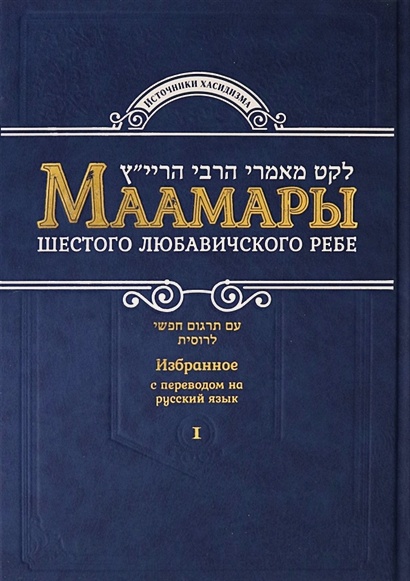 Источники хасидизма
לקט מאמרי הרבי הריי״צ
Маамары
шестого любавичского ребе
עם תרגום חפשי
לרוסית
Избранное
с переводом на
русский язык
I